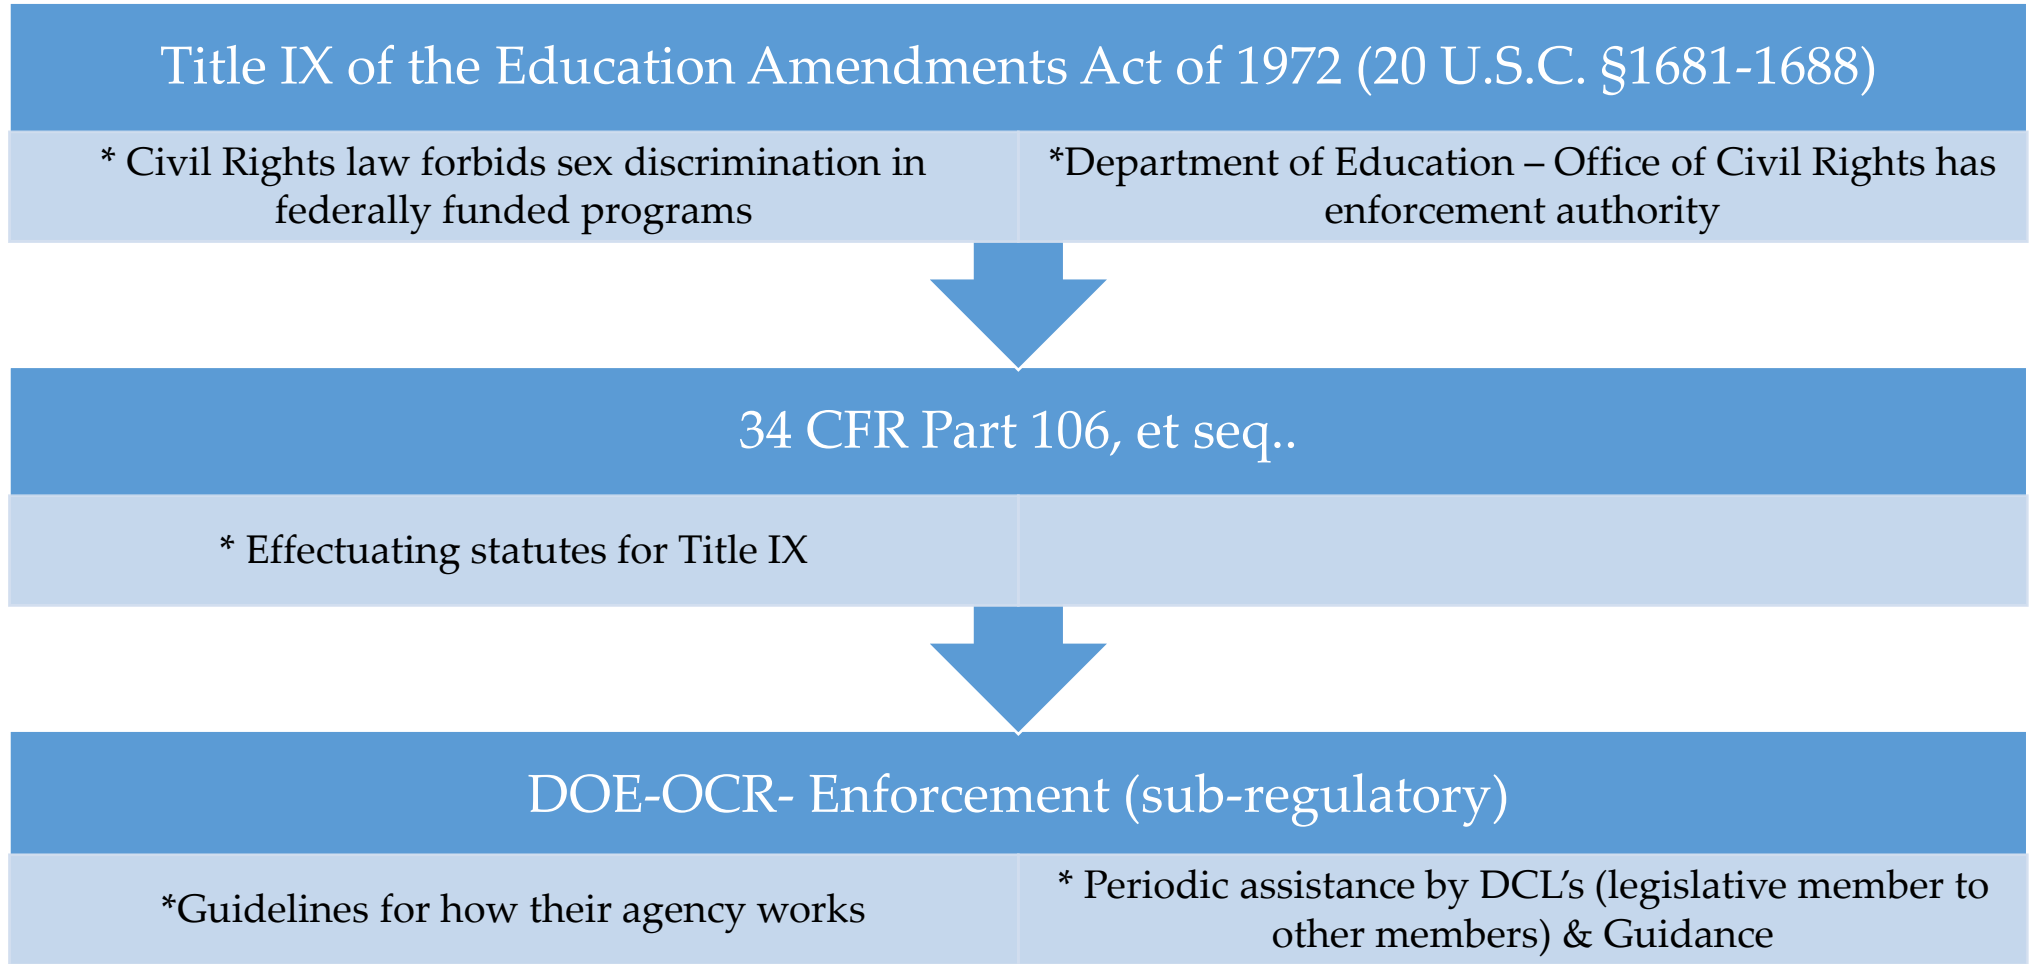 Title IX of the Education Amendments Act of 1972 (20 U.S.C. §1681-1688)
* Civil Rights law forbids sex discrimination in
federally funded programs
*Department of Education – Office of Civil Rights has
enforcement authority
34 CFR Part 106, et seq..
* Effectuating statutes for Title IX
DOE-OCR- Enforcement (sub-regulatory)
*Guidelines for how their agency works
* Periodic assistance by DCL’s (legislative member to
other members) & Guidance